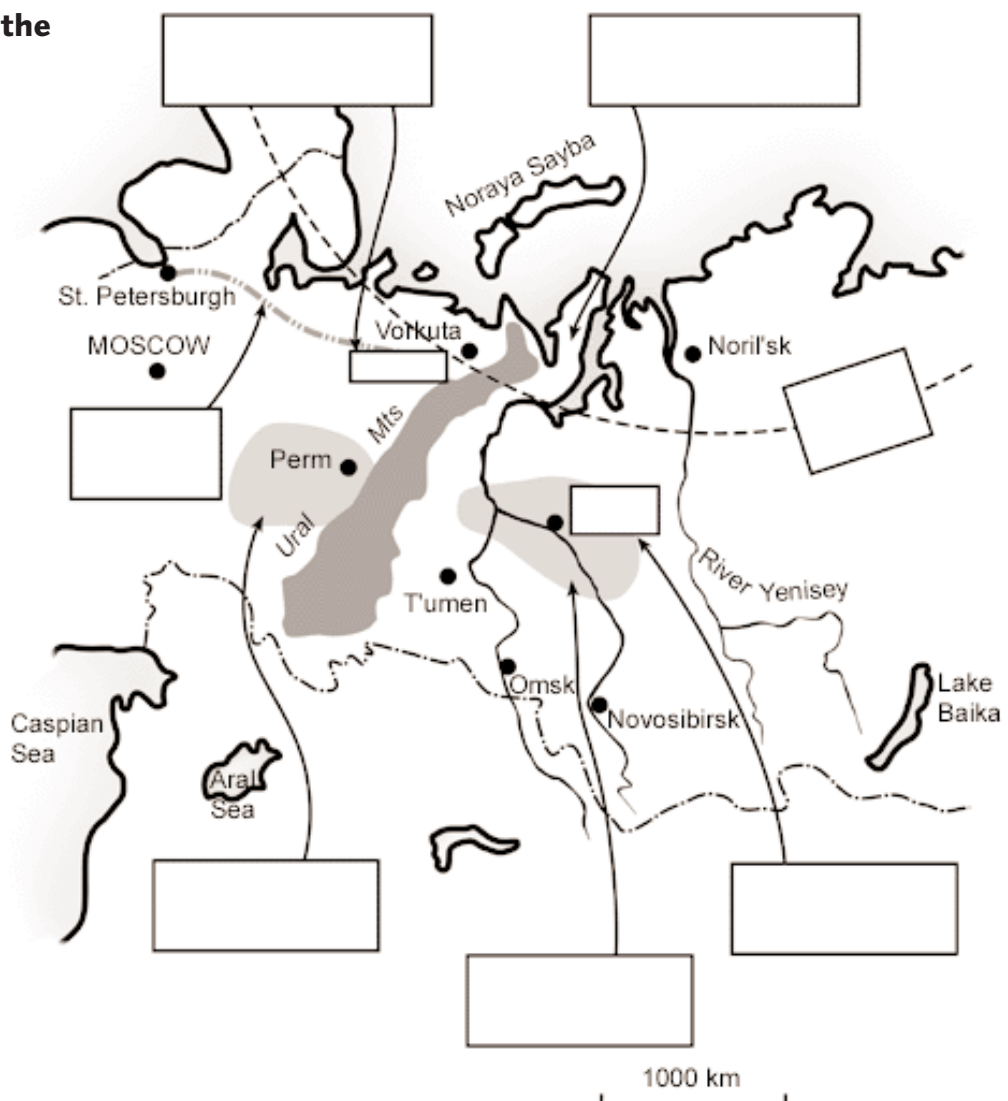 the
Noraya Sayba
St. Petersburgh
MOSCOW
Vorkuta
Noril'sk
Perm
Ural Mts
T'umen
River Yenisey
Omsk
Novosibirsk
Lake
Baika
Caspian
Sea
Aral
Sea
1000 km